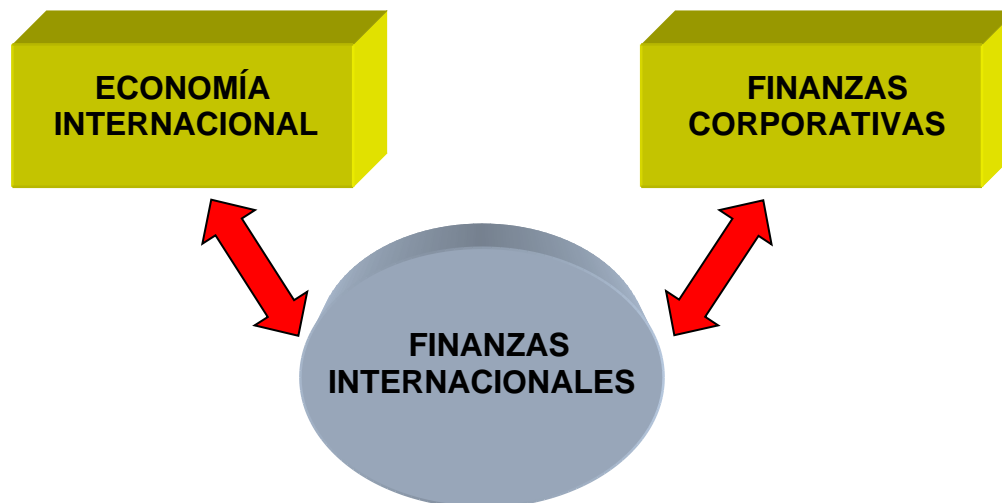 ECONOMÍA
INTERNACIONAL
FINANZAS
CORPORATIVAS
FINANZAS
INTERNACIONALES